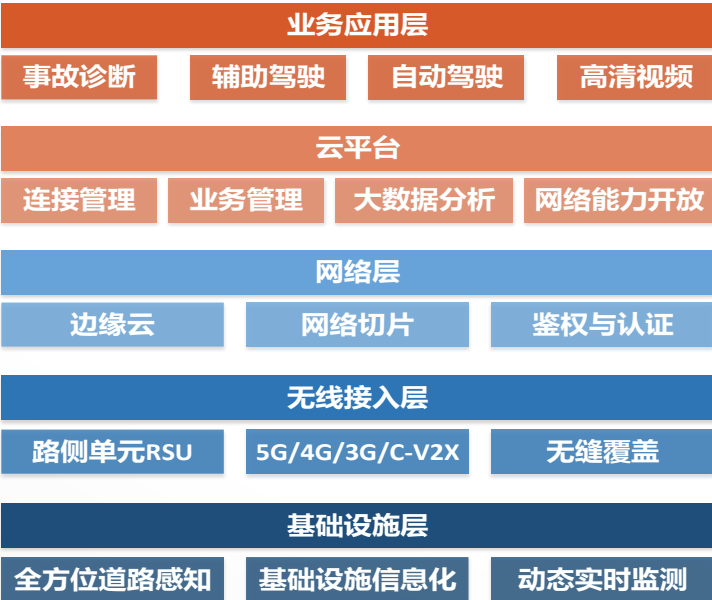 业务应用层
事故诊断 辅助驾驶 自动驾驶 高清视频
云平台
连接管理 业务管理 大数据分析 网络能力开放
网络层
边缘云 网络切片 鉴权与认证
无线接入层
路侧单元RSU 5G/4G/3G/C-V2X 无缝覆盖
基础设施层
全方位道路感知 基础设施信息化 动态实时监测